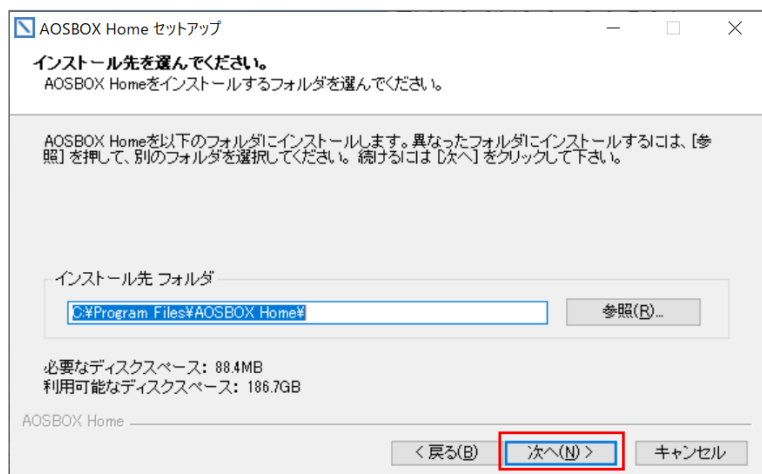 AOSBOX Home セットアップ
インストール先を選んでください。
AOSBOX Homeをインストールするフォルダを選んでください。
AOSBOX Homeを以下のフォルダにインストールします。異なったフォルダにインストールするには、[参
照] を押して、別のフォルダを選択してください。続けるには [次へ] をクリックして下さい。
インストール先 フォルダ
C:¥Program Files¥AOSBOX Home¥
参照(R)...
必要なディスクスペース: 88.4MB
利用可能なディスクスペース: 186.7GB
AOSBOX Home
< 戻る(B)
次へ(N) >
キャンセル